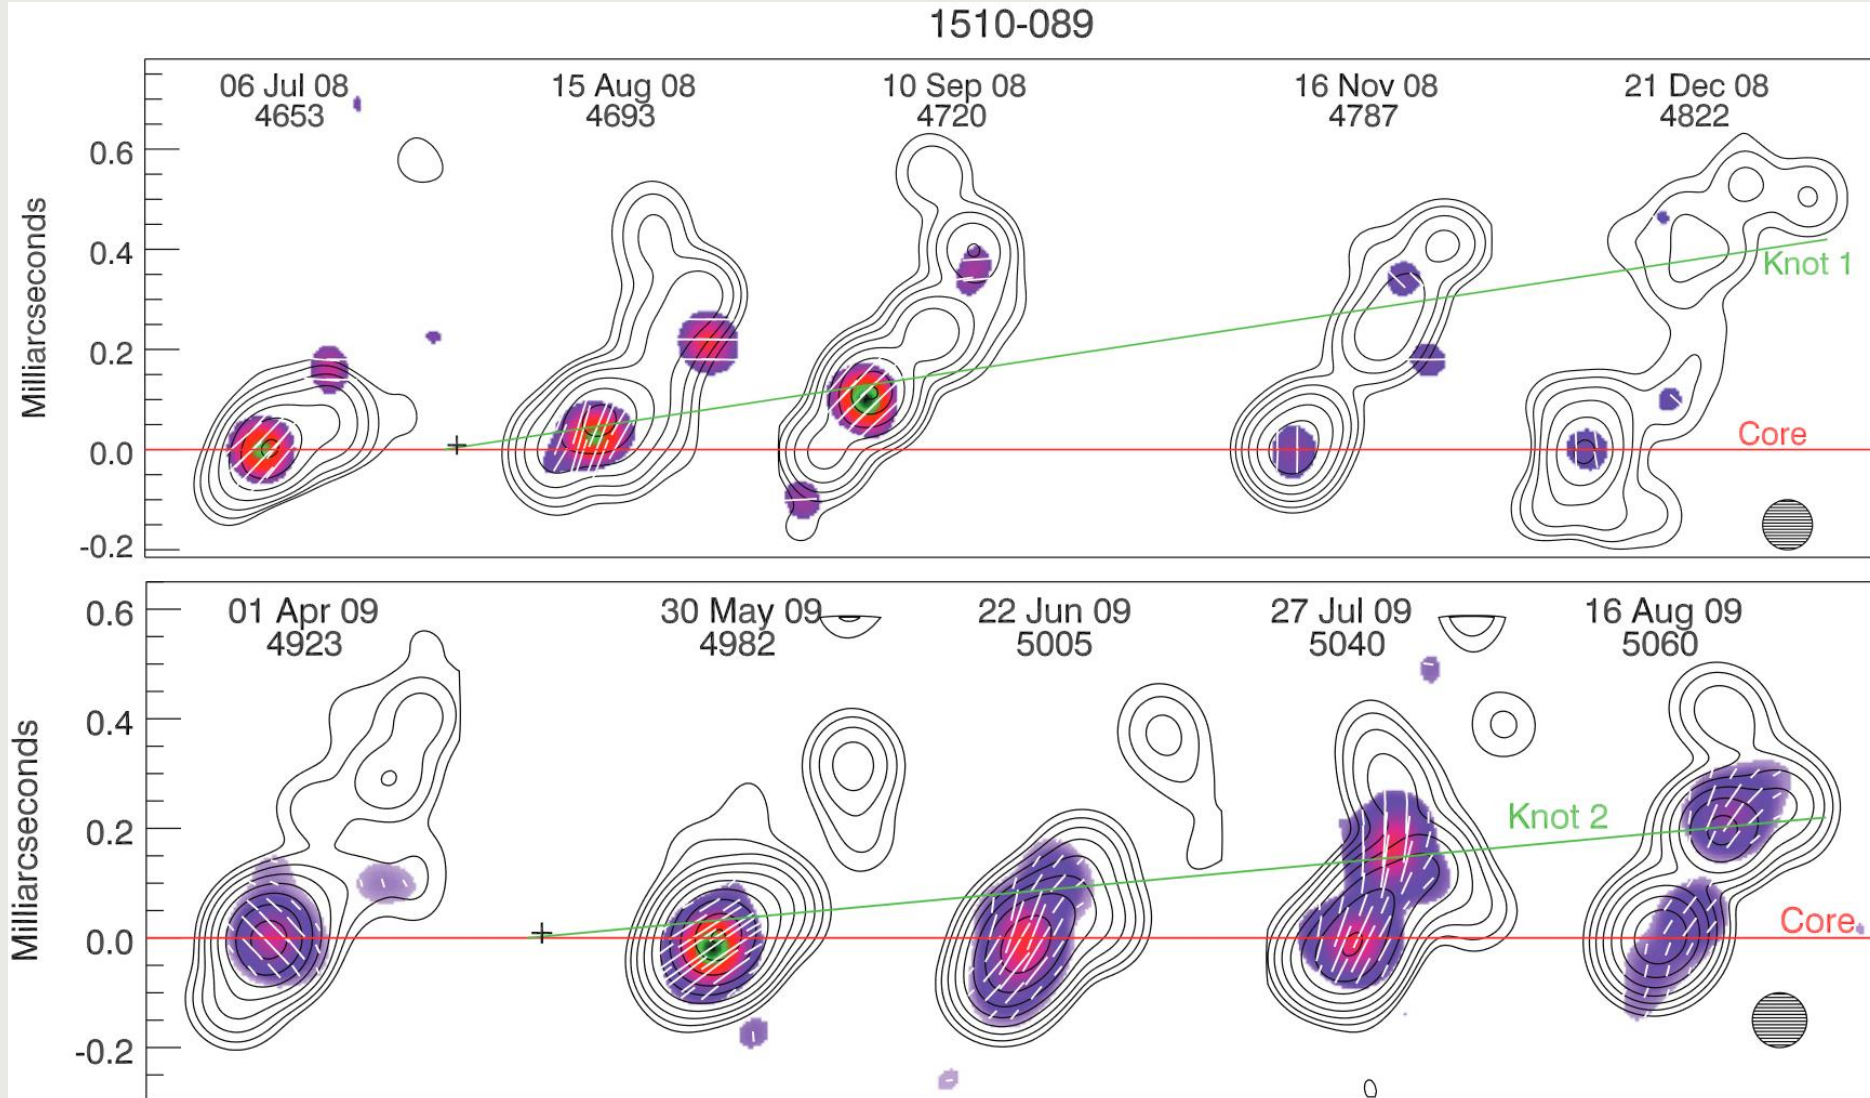 1510-089
06 Jul 08 15 Aug 08 10 Sep 08 16 Nov 08 21 Dec 08
4653 4693 4720 4787 4822
0.6
0.4
Knot 1
0.2
Core
0.0
-0.2
Milliarcseconds
0.6
01 Apr 09 30 May 09 22 Jun 09 27 Jul 09 16 Aug 09
4923 4982 5005 5040 5060
0.4
0.2
Knot 2
Core
0.0
-0.2
Milliarcseconds